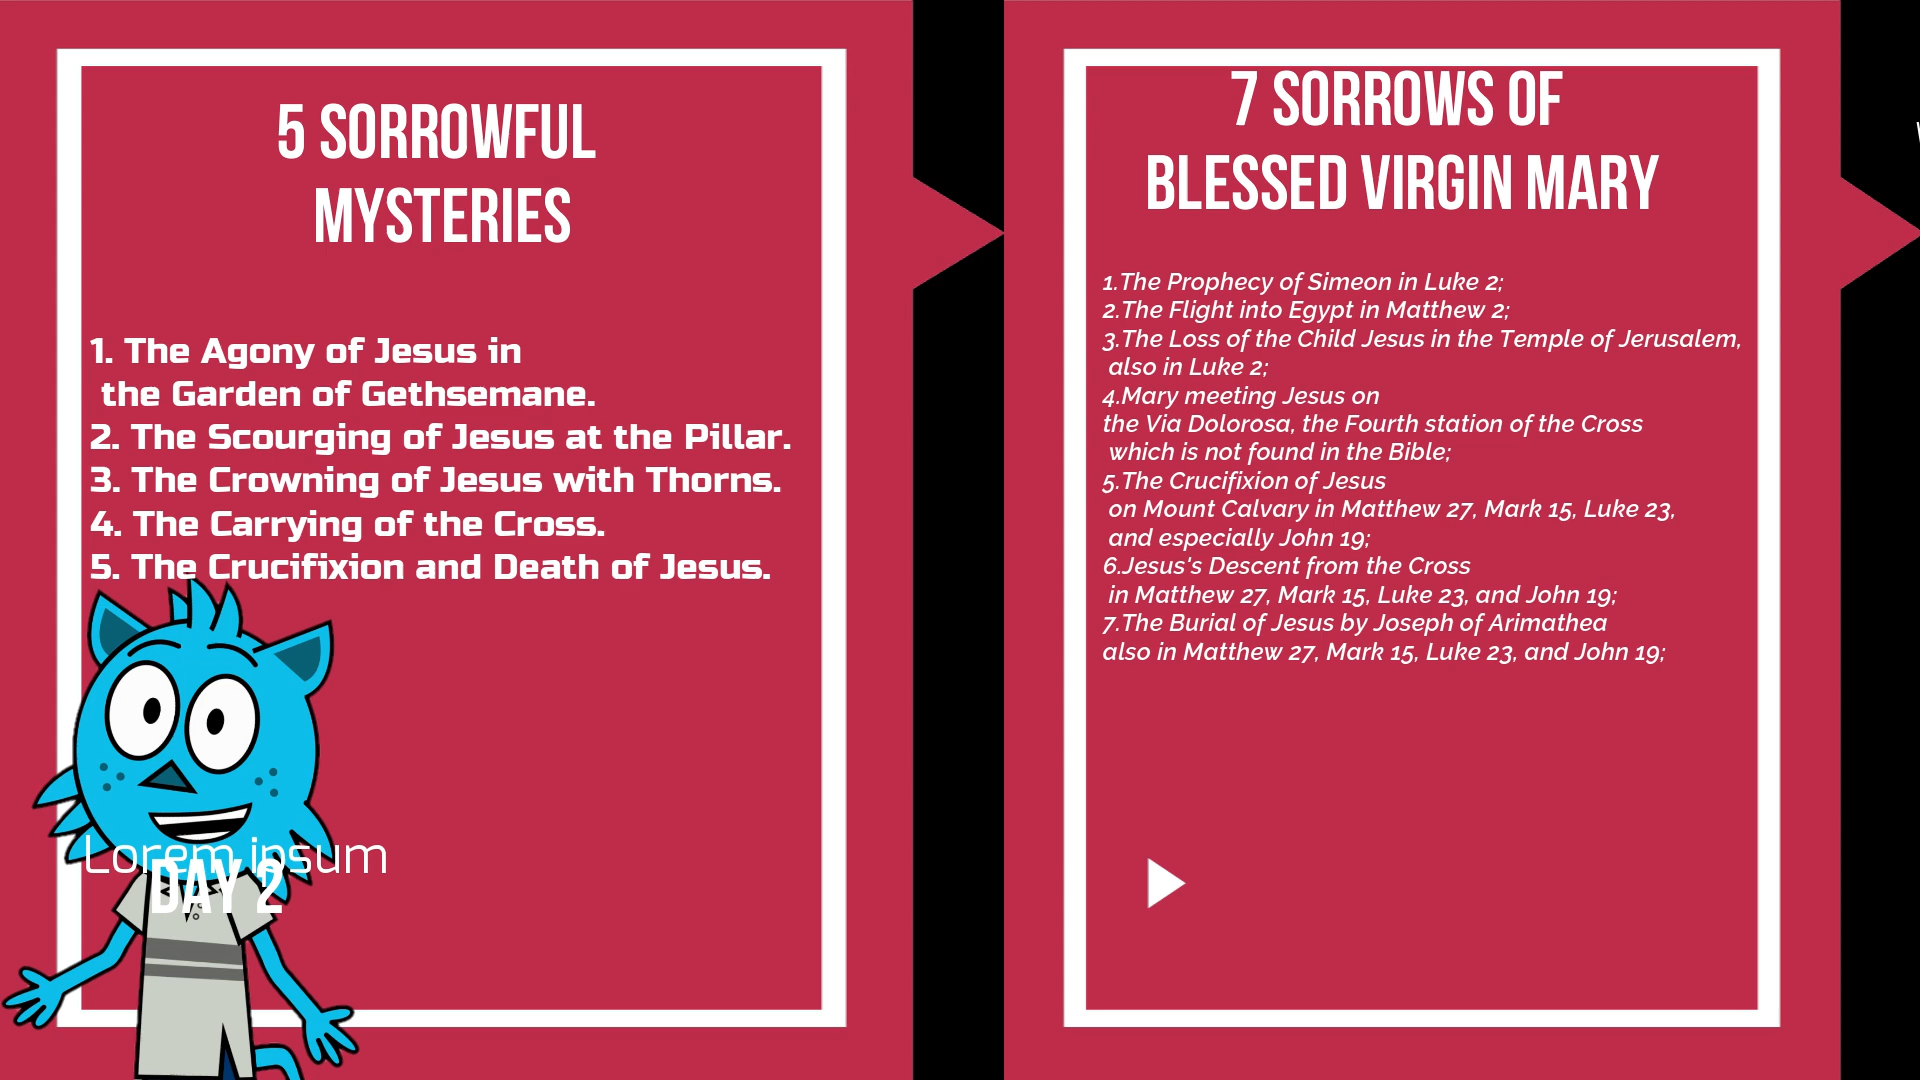 5 SORROWFUL
MYSTERIES
1. The Agony of Jesus in
the Garden of Gethsemane.
2. The Scourging of Jesus at the Pillar.
3. The Crowning of Jesus with Thorns.
4. The Carrying of the Cross.
5. The Crucifixion and Death of Jesus.
Lorem ipsum
DAY 2
7 SORROWS OF
BLESSED VIRGIN MARY
1.The Prophecy of Simeon in Luke 2;
2.The Flight into Egypt in Matthew 2;
3.The Loss of the Child Jesus in the Temple of Jerusalem,
also in Luke 2;
4.Mary meeting Jesus on
the Via Dolorosa, the Fourth station of the Cross
which is not found in the Bible;
5.The Crucifixion of Jesus
on Mount Calvary in Matthew 27, Mark 15, Luke 23,
and especially John 19;
6.Jesus's Descent from the Cross
in Matthew 27, Mark 15, Luke 23, and John 19;
7.The Burial of Jesus by Joseph of Arimathea
also in Matthew 27, Mark 15, Luke 23, and John 19;